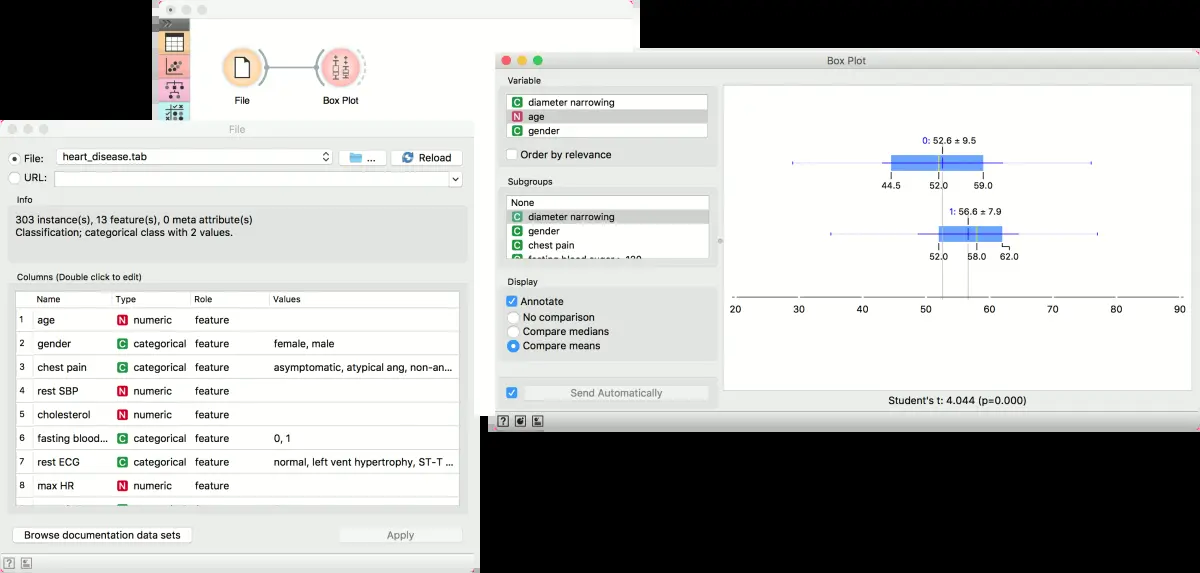 File
Box Plot
File
File:
heart_disease.tab
...
Reload
URL:
Info
303 instance(s), 13 feature(s), 0 meta attribute(s)
Classification; categorical class with 2 values.
Columns (Double click to edit)
Name Type Role Values
1 age N numeric feature
2 gender C categorical feature female, male
3 chest pain C categorical feature asymptomatic, atypical ang, non-an...
4 rest SBP N numeric feature
5 cholesterol N numeric feature
6 fasting blood... C categorical feature 0, 1
7 rest ECG C categorical feature normal, left vent hypertrophy, ST-T ...
8 max HR N numeric feature
Browse documentation data sets
Apply
?
Box Plot
Variable
C diameter narrowing
N age
C gender
Order by relevance
Subgroups
None
C diameter narrowing
C gender
C chest pain
Display
Annotate
No comparison
Compare medians
Compare means
Send Automatically
?
0: 52.6 ± 9.5
44.5 52.0 59.0
1: 56.6 ± 7.9
52.0 58.0 62.0
20 30 40 50 60 70 80 90
Student's t: 4.044 (p=0.000)